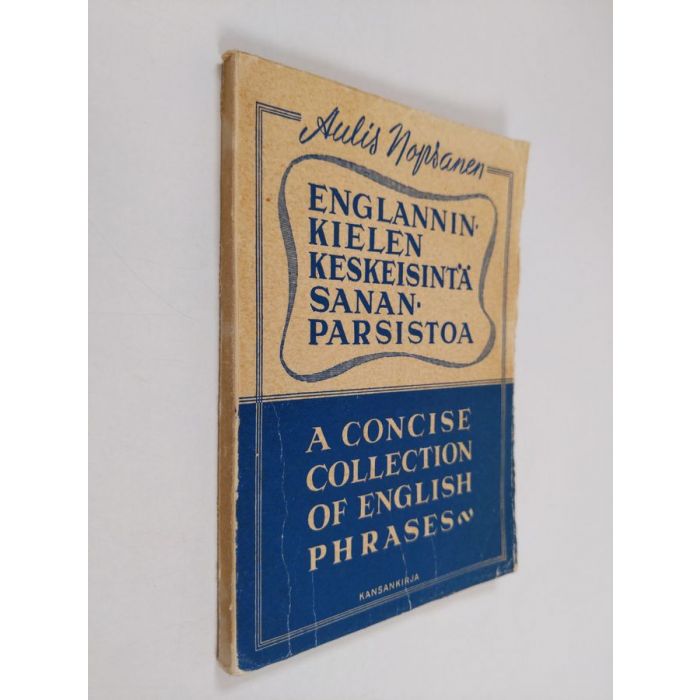 Aulis Nopsanen
ENGLANNIN-
KIELEN
KESKEISINTÄ
SANAN-
PARSISTOA
A CONCISE
COLLECTION
OF ENGLISH
PHRASES
KANSANKIRJA